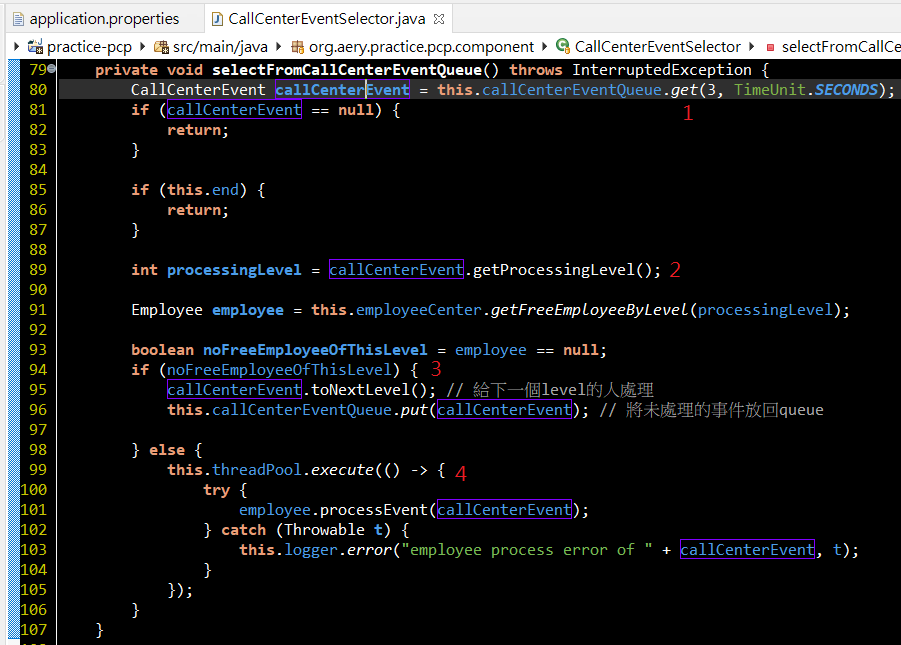 application.properties CallCenterEventSelector.java
practice-pcp src/main/java org.aery.practice.pcp.component CallCenterEventSelector selectFromCallCe
79 private void selectFromCallCenterEventQueue() throws InterruptedException {
80 CallCenterEvent callCenterEvent = this.callCenterEventQueue.get(3, TimeUnit.SECONDS);
81 if (callCenterEvent == null) { 1
82 return;
83 }
84
85 if (this.end) {
86 return;
87 }
88
89 int processingLevel = callCenterEvent.getProcessingLevel(); 2
90
91 Employee employee = this.employeeCenter.getFreeEmployeeByLevel(processingLevel);
92
93 boolean noFreeEmployeeOfThisLevel = employee == null;
94 if (noFreeEmployeeOfThisLevel) { 3
95 callCenterEvent.toNextLevel(); // 給下一個level的人處理
96 this.callCenterEventQueue.put(callCenterEvent); // 將未處理的事件放回queue
97
98 } else {
99 this.threadPool.execute(() -> { 4
100 try {
101 employee.processEvent(callCenterEvent);
102 } catch (Throwable t) {
103 this.logger.error("employee process error of " + callCenterEvent, t);
104 }
105 });
106 }
107 }